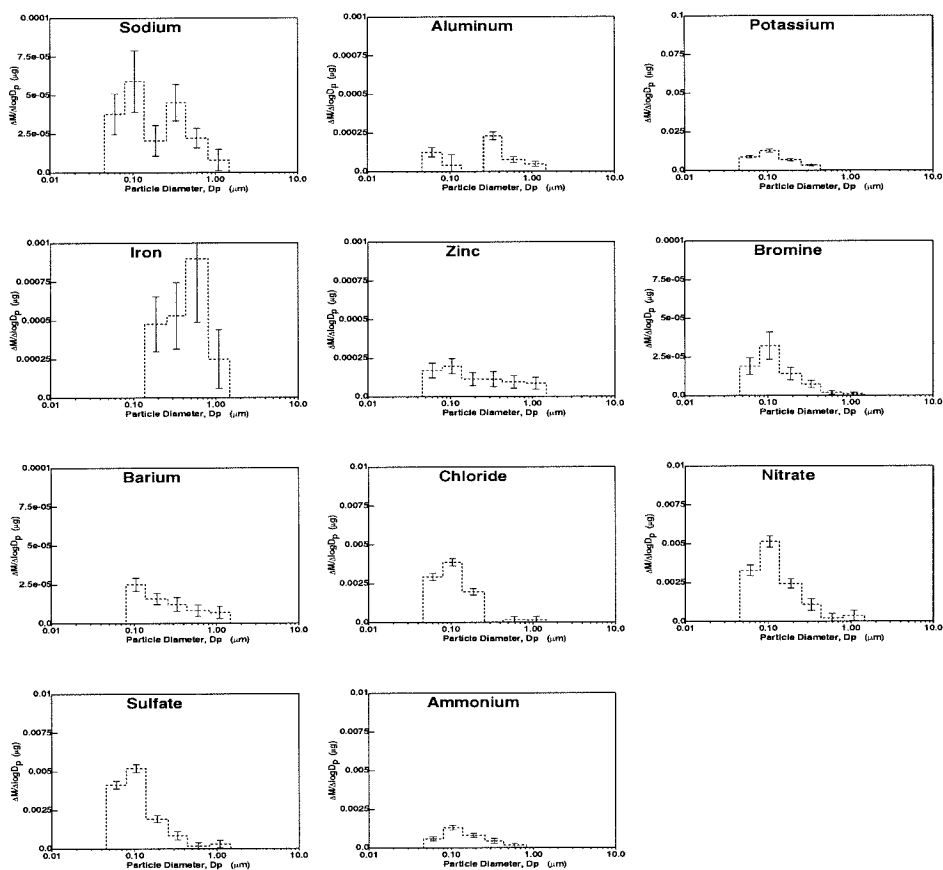 Sodium
0.0001
7.5e-05
5e-05
2.5e-05
0.0
ΔM/ΔlogDp (μg)
0.01 0.10 1.00 10.0
Particle Diameter, Dp (μm)
Aluminum
0.001
0.00075
0.0005
0.00025
0.0
ΔM/ΔlogDp (μg)
0.01 0.10 1.00 10.0
Particle Diameter, Dp (μm)
Potassium
0.1
0.075
0.05
0.025
0.0
ΔM/ΔlogDp (μg)
0.01 0.10 1.00 10.0
Particle Diameter, Dp (μm)
Iron
0.001
0.00075
0.0005
0.00025
0.0
ΔM/ΔlogDp (μg)
0.01 0.10 1.00 10.0
Particle Diameter, Dp (μm)
Zinc
0.001
0.00075
0.0005
0.00025
0.0
ΔM/ΔlogDp (μg)
0.01 0.10 1.00 10.0
Particle Diameter, Dp (μm)
Bromine
0.0001
7.5e-05
5e-05
2.5e-05
0.0
ΔM/ΔlogDp (μg)
0.01 0.10 1.00 10.0
Particle Diameter, Dp (μm)
Barium
0.0001
7.5e-05
5e-05
2.5e-05
0.0
ΔM/ΔlogDp (μg)
0.01 0.10 1.00 10.0
Particle Diameter, Dp (μm)
Chloride
0.01
0.0075
0.005
0.0025
0.0
ΔM/ΔlogDp (μg)
0.01 0.10 1.00 10.0
Particle Diameter, Dp (μm)
Nitrate
0.01
0.0075
0.005
0.0025
0.0
ΔM/ΔlogDp (μg)
0.01 0.10 1.00 10.0
Particle Diameter, Dp (μm)
Sulfate
0.01
0.0075
0.005
0.0025
0.0
ΔM/ΔlogDp (μg)
0.01 0.10 1.00 10.0
Particle Diameter, Dp (μm)
Ammonium
0.01
0.0075
0.005
0.0025
0.0
ΔM/ΔlogDp (μg)
0.01 0.10 1.00 10.0
Particle Diameter, Dp (μm)